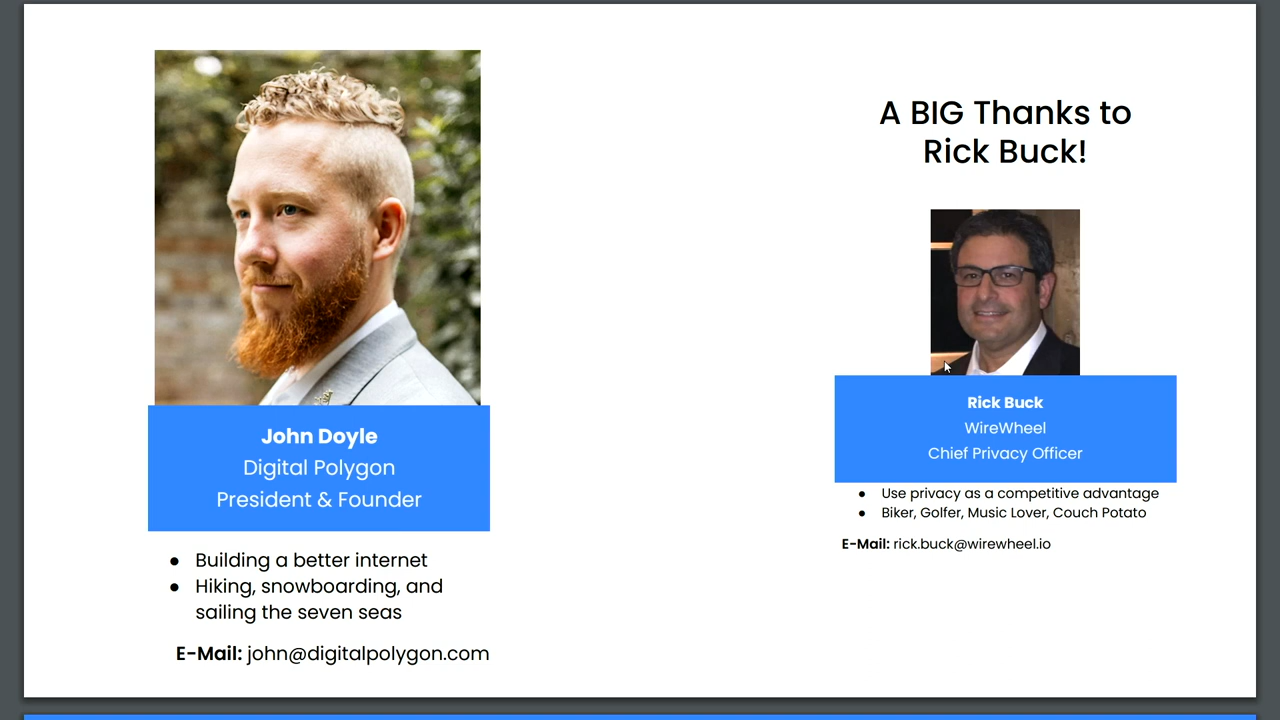 John Doyle
Digital Polygon
President & Founder
● Building a better internet
● Hiking, snowboarding, and
sailing the seven seas
E-Mail: john@digitalpolygon.com
A BIG Thanks to
Rick Buck!
Rick Buck
WireWheel
Chief Privacy Officer
● Use privacy as a competitive advantage
● Biker, Golfer, Music Lover, Couch Potato
E-Mail: rick.buck@wirewheel.io